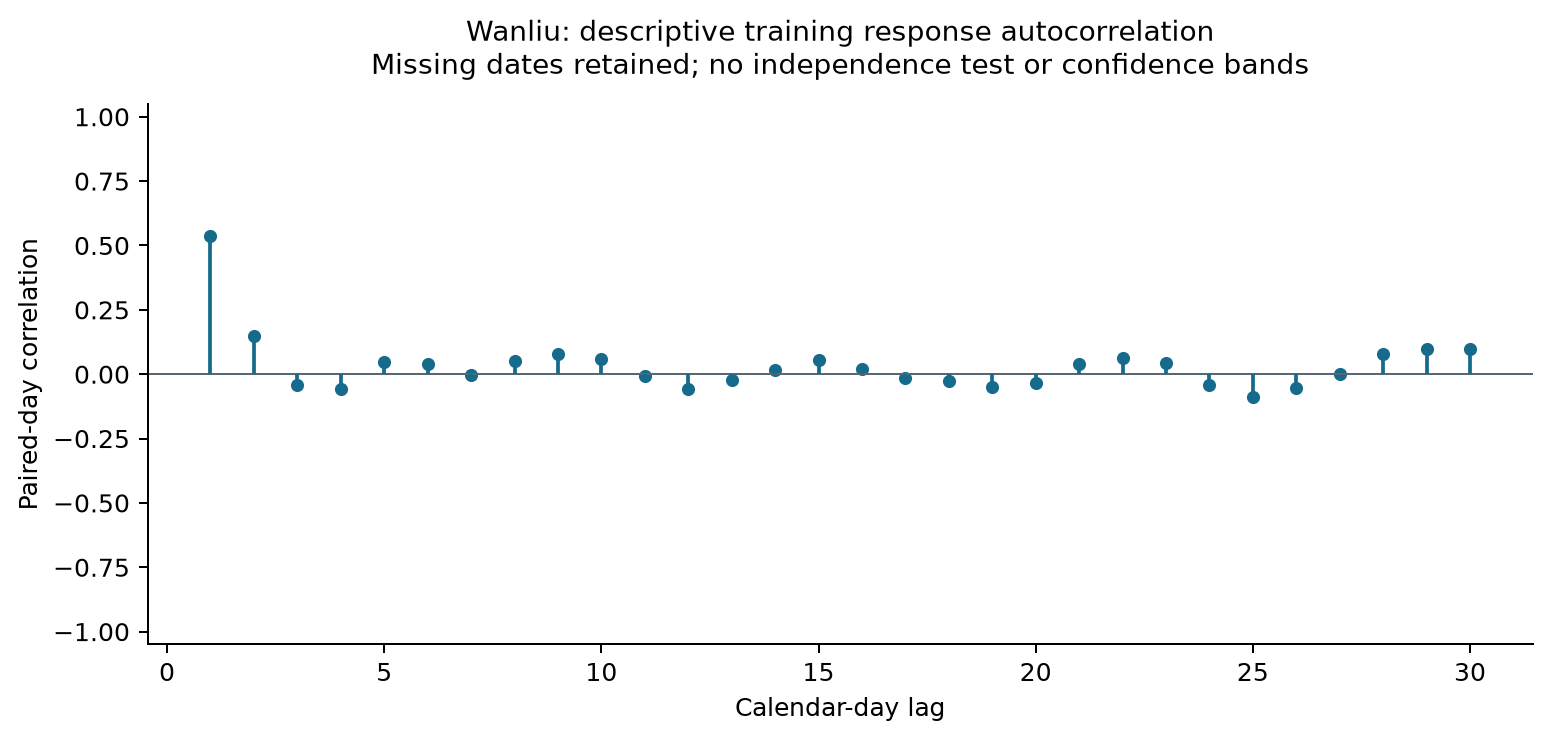 Wanliu: descriptive training response autocorrelation
Missing dates retained; no independence test or confidence bands
Paired-day correlation
1.00
0.75
0.50
0.25
0.00
−0.25
−0.50
−0.75
−1.00
0 5 10 15 20 25 30
Calendar-day lag